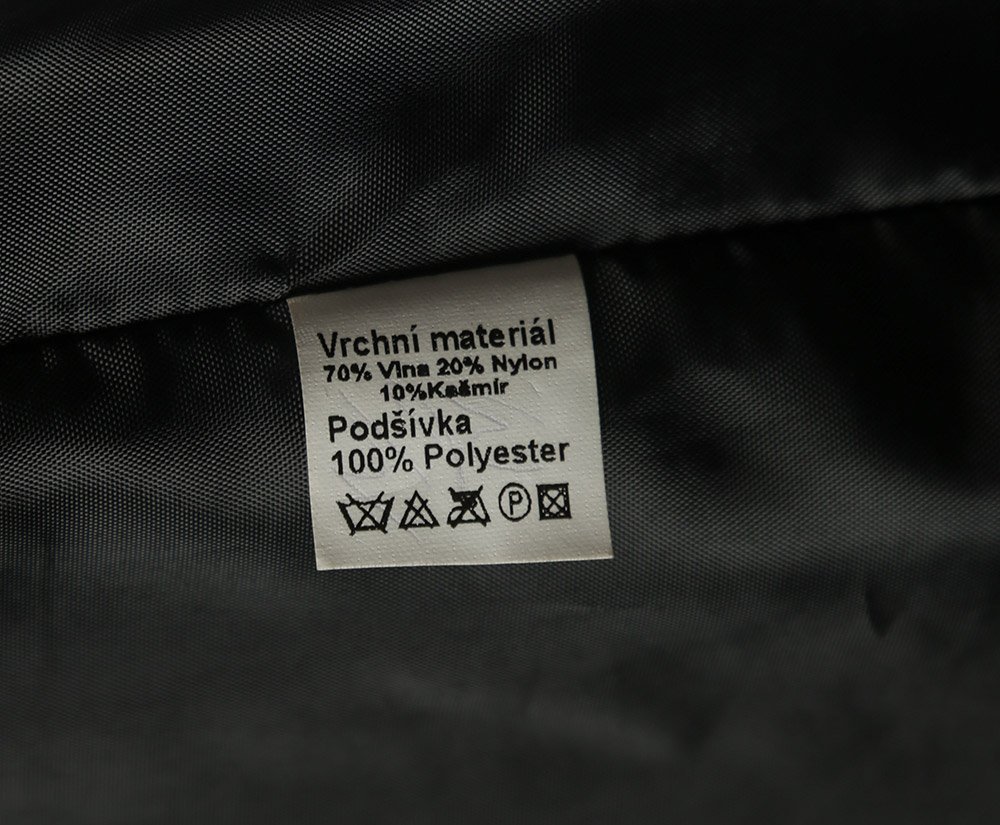 Vrchní materiál
70% Vlna 20% Nylon
10%Kašmír
Podšívka
100% Polyester
P